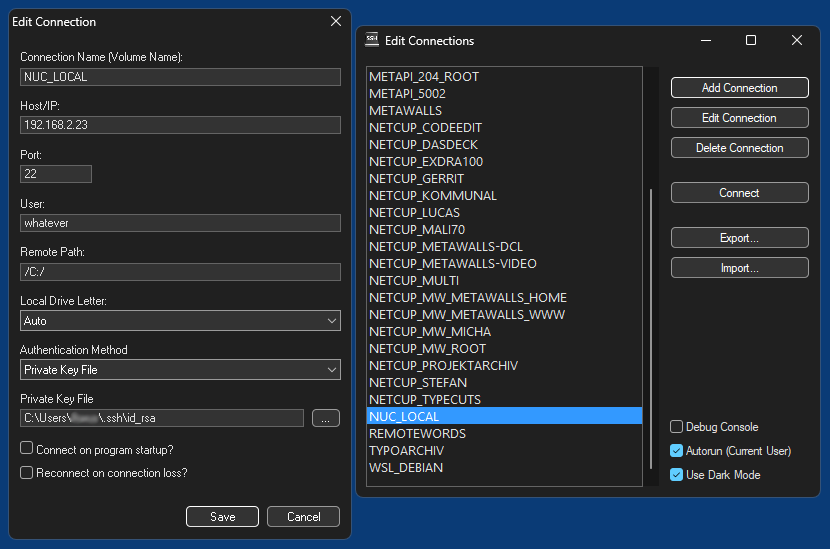 Edit Connection
Connection Name (Volume Name):
NUC_LOCAL
Host/IP:
192.168.2.23
Port:
22
User:
whatever
Remote Path:
/C:/
Local Drive Letter:
Auto
Authentication Method
Private Key File
Private Key File
C:\Users\ \.ssh\id_rsa
...
Connect on program startup?
Reconnect on connection loss?
Save
Cancel
SSH
Edit Connections
METAPI_204_ROOT
METAPI_5002
METAWALLS
NETCUP_CODEEDIT
NETCUP_DASDECK
NETCUP_EXDRA100
NETCUP_GERRIT
NETCUP_KOMMUNAL
NETCUP_LUCAS
NETCUP_MALI70
NETCUP_METAWALLS-DCL
NETCUP_METAWALLS-VIDEO
NETCUP_MULTI
NETCUP_MW_METAWALLS_HOME
NETCUP_MW_METAWALLS_WWW
NETCUP_MW_MICHA
NETCUP_MW_ROOT
NETCUP_PROJEKTARCHIV
NETCUP_STEFAN
NETCUP_TYPECUTS
NUC_LOCAL
REMOTEWORDS
TYPOARCHIV
WSL_DEBIAN
Add Connection
Edit Connection
Delete Connection
Connect
Export...
Import...
Debug Console
Autorun (Current User)
Use Dark Mode